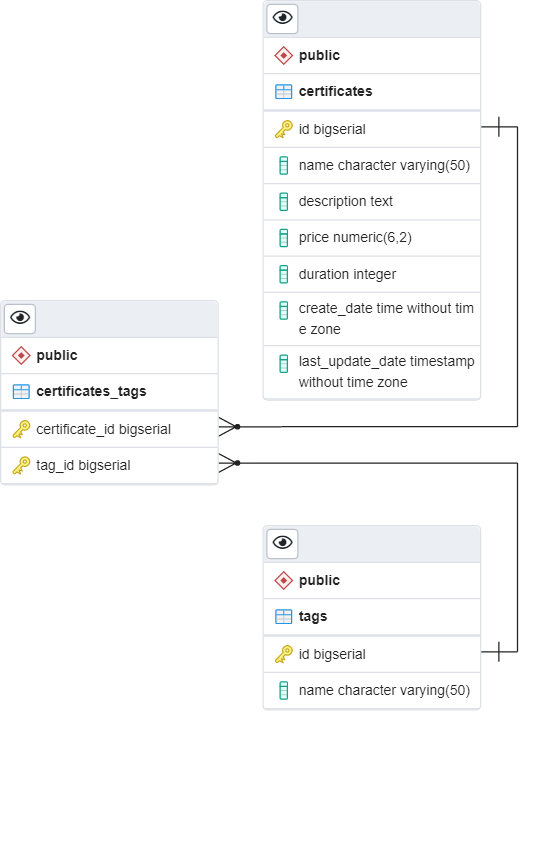 public
certificates
id bigserial
name character varying(50)
description text
price numeric(6,2)
duration integer
create_date time without tim
e zone
last_update_date timestamp
without time zone
public
certificates_tags
certificate_id bigserial
tag_id bigserial
public
tags
id bigserial
name character varying(50)